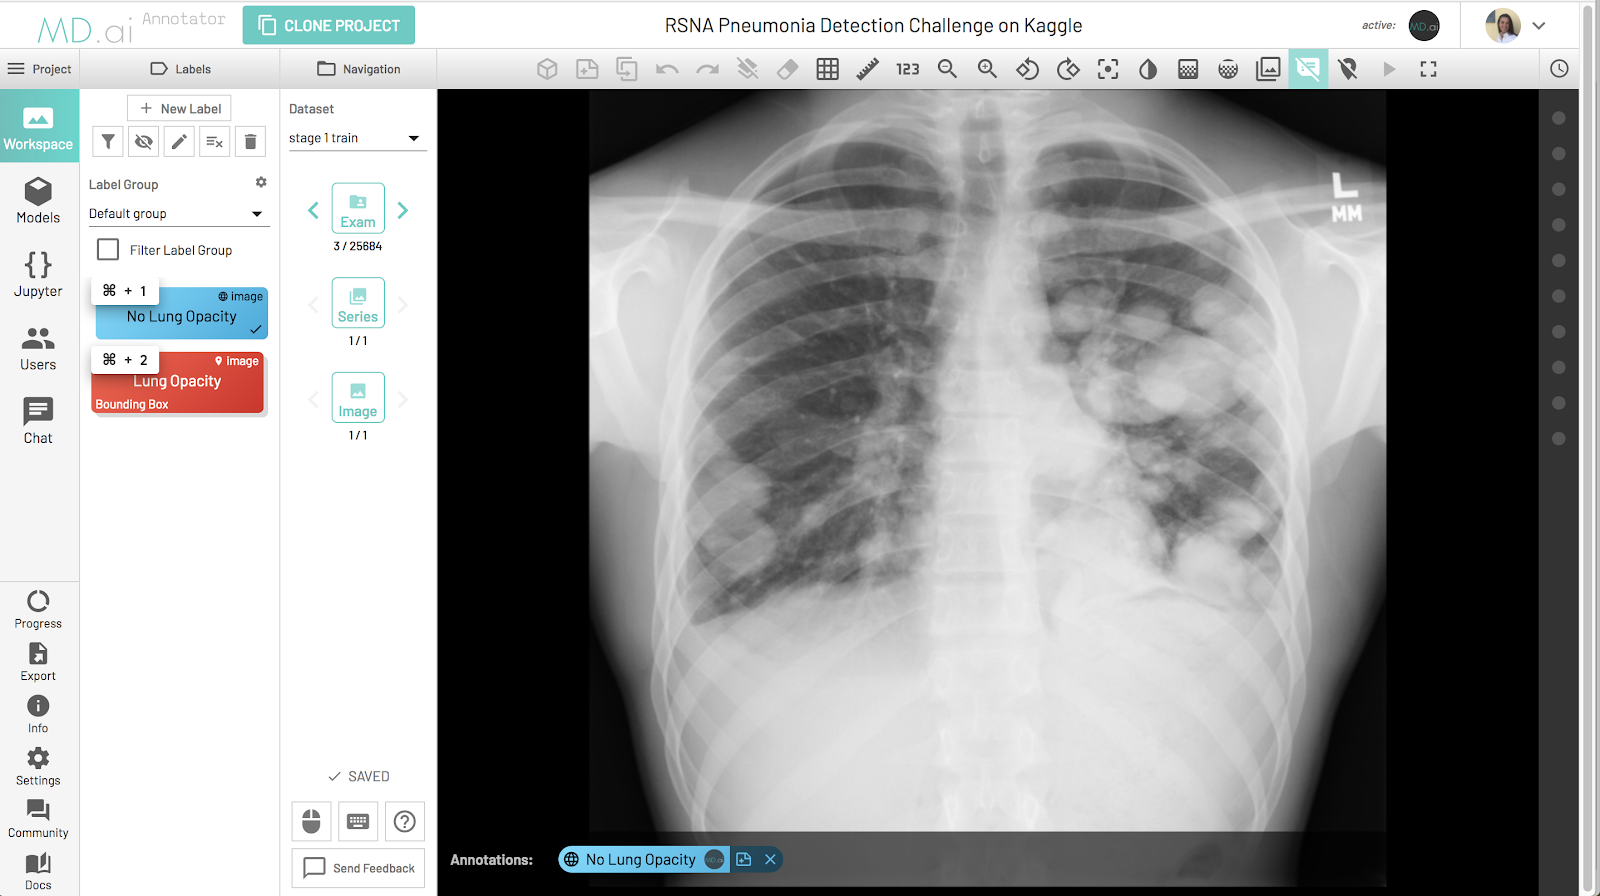 MD.ai Annotator
CLONE PROJECT
RSNA Pneumonia Detection Challenge on Kaggle
active:
MD.ai
Project
Labels
Navigation
123
Workspace
Models
Jupyter
Users
Chat
Progress
Export
Info
Settings
Community
Docs
+ New Label
Label Group
Default group
Filter Label Group
⌘ + 1
image
No Lung Opacity
⌘ + 2
image
Lung Opacity
Bounding Box
Dataset
stage 1 train
Exam
3 / 25684
Series
1 / 1
Image
1 / 1
SAVED
Send Feedback
L
MM
Annotations:
No Lung Opacity
MD.ai